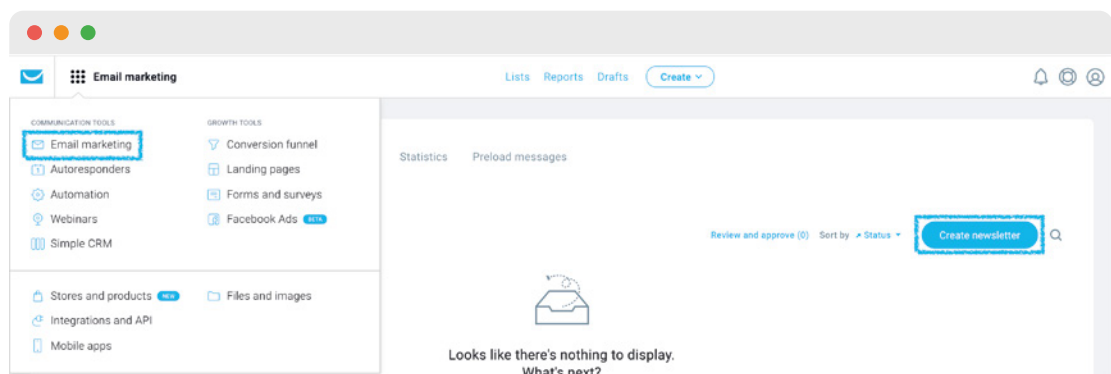 Email marketing
Lists Reports Drafts Create
COMMUNICATION TOOLS
Email marketing
Autoresponders
Automation
Webinars
Simple CRM
GROWTH TOOLS
Conversion funnel
Landing pages
Forms and surveys
Facebook Ads BETA
Stores and products NEW
Integrations and API
Mobile apps
Files and images
Statistics Preload messages
Review and approve (0) Sort by Status Create newsletter
Looks like there's nothing to display.
What's next?